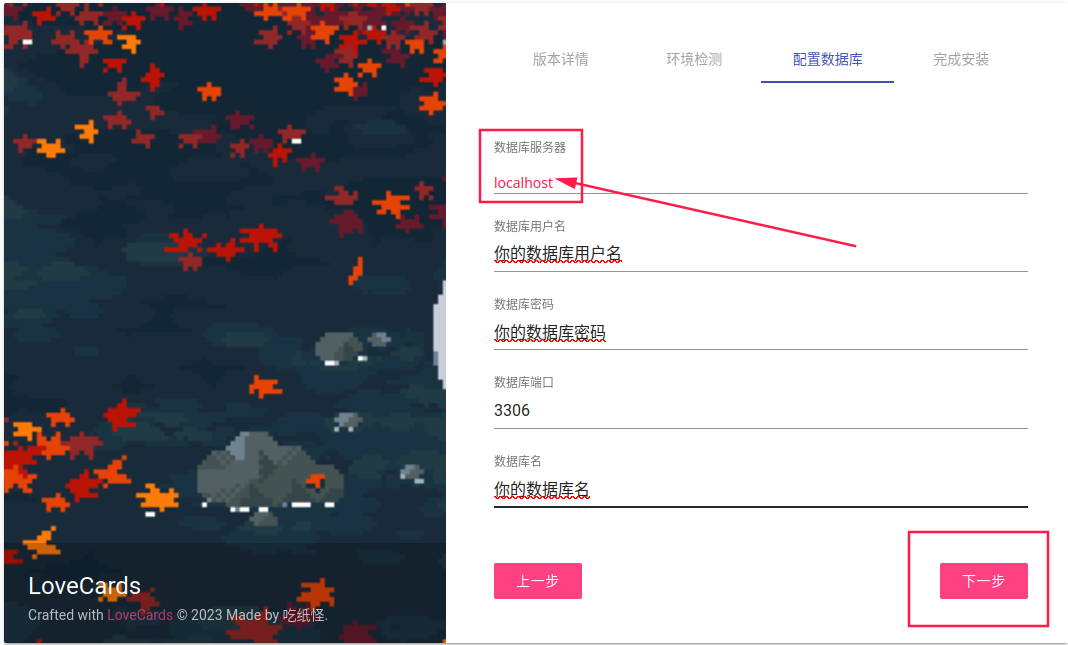 版本详情 环境检测 配置数据库 完成安装
数据库服务器
localhost
数据库用户名
你的数据库用户名
数据库密码
你的数据库密码
数据库端口
3306
数据库名
你的数据库名
上一步 下一步
LoveCards
Crafted with LoveCards © 2023 Made by 吃纸怪.